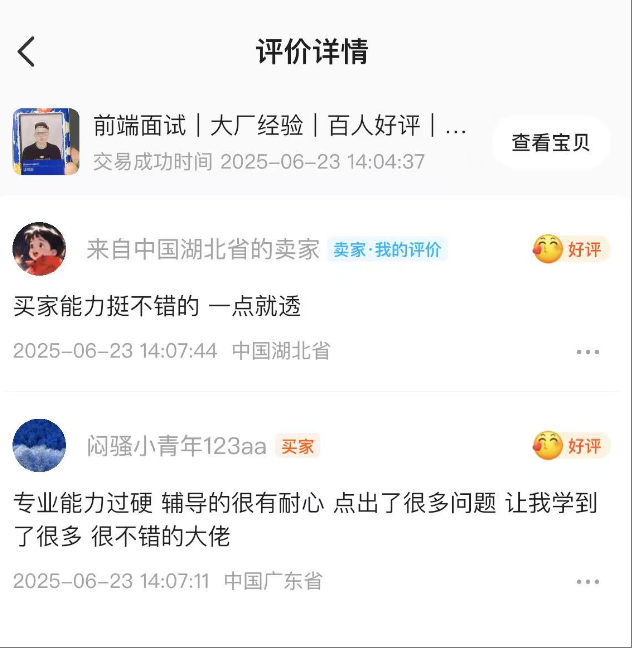 评价详情
前端面试｜大厂经验｜百人好评｜...
交易成功时间 2025-06-23 14:04:37
查看宝贝
来自中国湖北省的卖家 卖家·我的评价 好评
买家能力挺不错的 一点就透
2025-06-23 14:07:44 中国湖北省
闷骚小青年123aa 买家 好评
专业能力过硬 辅导的很有耐心 点出了很多问题 让我学到
了很多 很不错的大佬
2025-06-23 14:07:11 中国广东省